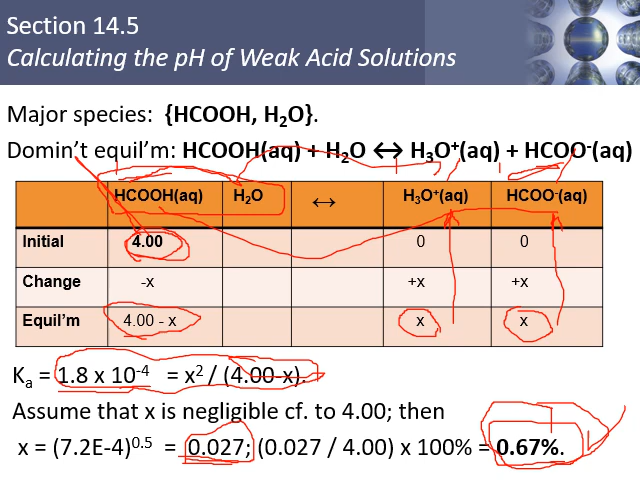 Section 14.5
Calculating the pH of Weak Acid Solutions
Major species: {HCOOH, H₂O}.
Domin't equil'm: HCOOH(aq) + H₂O ↔ H₃O⁺(aq) + HCOO⁻(aq)
HCOOH(aq) H₂O ↔ H₃O⁺(aq) HCOO⁻(aq)
Initial 4.00 0 0
Change -x +x +x
Equil'm 4.00 - x x x
Kₐ = 1.8 x 10⁻⁴ = x² / (4.00-x).
Assume that x is negligible cf. to 4.00; then
x = (7.2E-4)⁰·⁵ = 0.027; (0.027 / 4.00) x 100% = 0.67%.